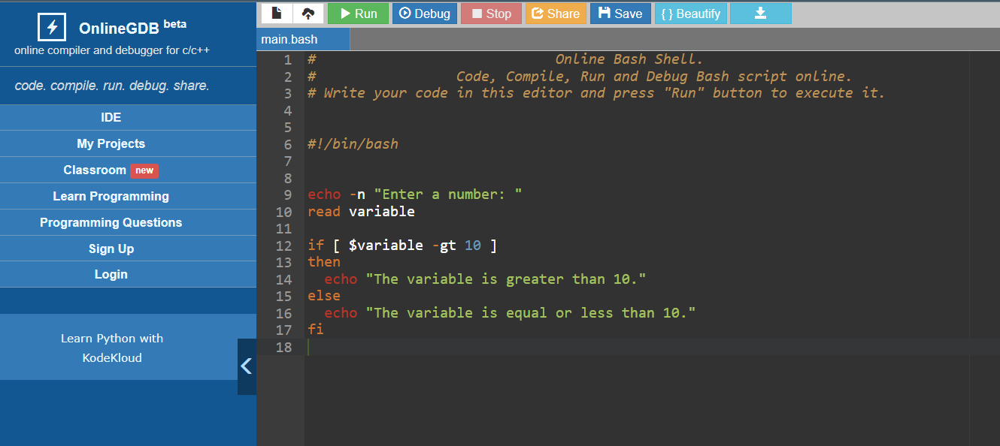 OnlineGDB beta
online compiler and debugger for c/c++
code. compile. run. debug. share.
IDE
My Projects
Classroom new
Learn Programming
Programming Questions
Sign Up
Login
Learn Python with
KodeKloud
Run Debug Stop Share Save { } Beautify
main.bash
1 # Online Bash Shell.
2 # Code, Compile, Run and Debug Bash script online.
3 # Write your code in this editor and press "Run" button to execute it.
4
5
6 #!/bin/bash
7
8
9 echo -n "Enter a number: "
10 read variable
11
12 if [ $variable -gt 10 ]
13 then
14   echo "The variable is greater than 10."
15 else
16   echo "The variable is equal or less than 10."
17 fi
18